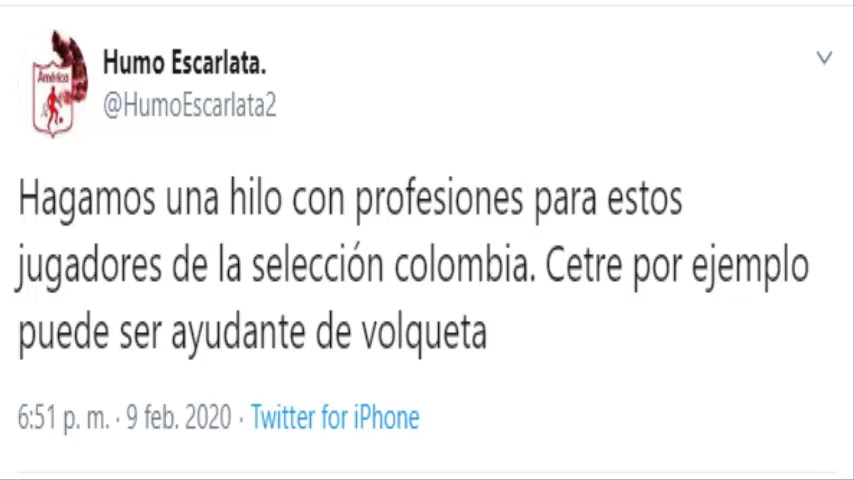 América
Humo Escarlata.
@HumoEscarlata2
Hagamos una hilo con profesiones para estos
jugadores de la selección colombia. Cetre por ejemplo
puede ser ayudante de volqueta
6:51 p. m. · 9 feb. 2020 · Twitter for iPhone